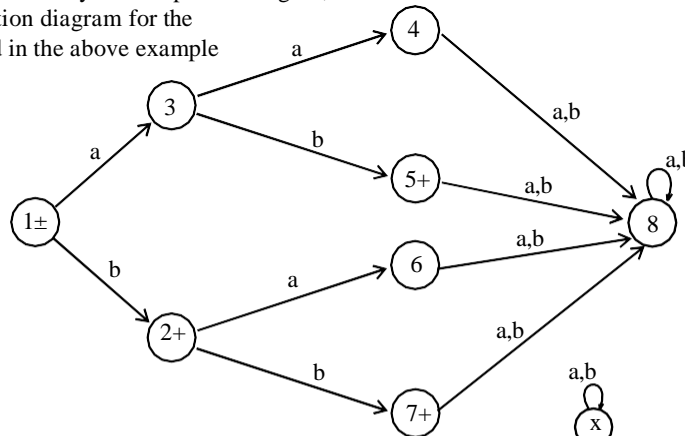 tion diagram for the
in the above example
4
a
3
a,b
b
a
5+
a,b
a,b
1±
8
a,b
6
b
a
2+
a,b
b
a,b
7+
x